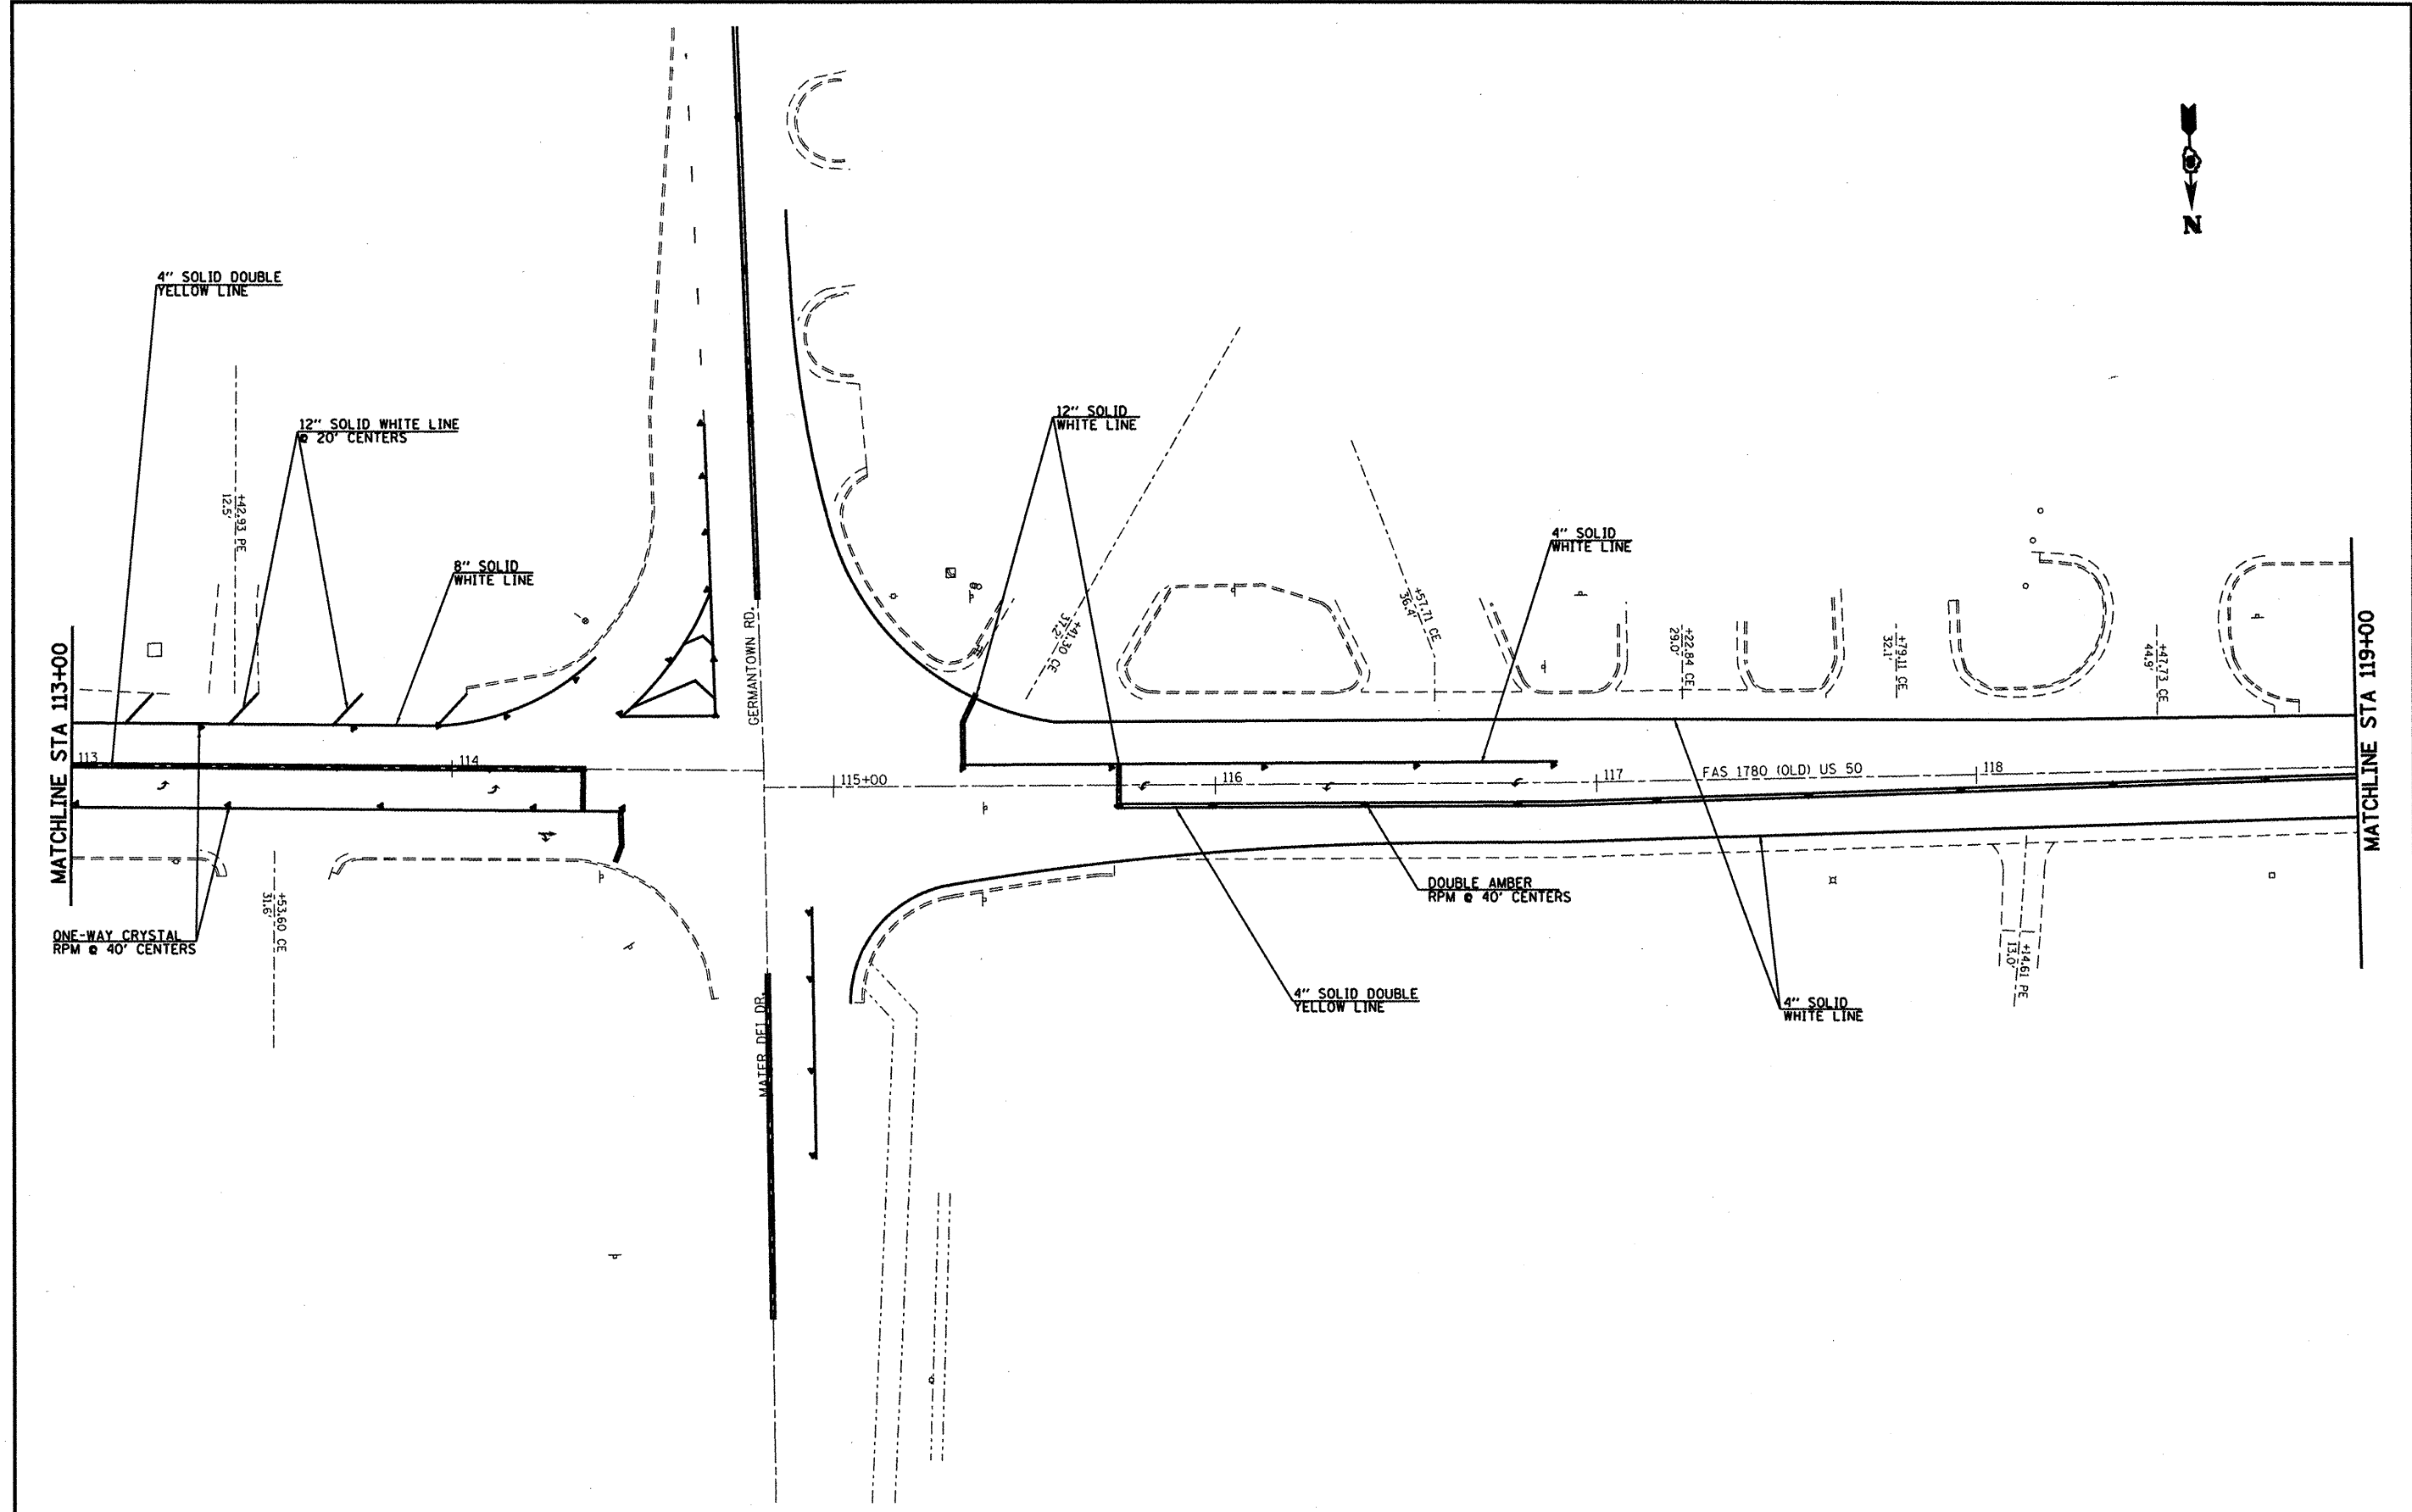 N
4" SOLID DOUBLE
YELLOW LINE
12" SOLID WHITE LINE
@ 20' CENTERS
12" SOLID
WHITE LINE
+42.93 PE
12.5'
8" SOLID
WHITE LINE
4" SOLID
WHITE LINE
GERMANTOWN RD.
+41.30 CE
37.2'
+57.71 CE
36.4'
+22.84 CE
29.0'
+79.11 CE
32.1'
+47.73 CE
44.9'
MATCHLINE STA 113+00
MATCHLINE STA 119+00
113
114
115+00
116
117
FAS 1780 (OLD) US 50
118
ONE-WAY CRYSTAL
RPM @ 40' CENTERS
+53.60 CE
31.6'
DOUBLE AMBER
RPM @ 40' CENTERS
4" SOLID DOUBLE
YELLOW LINE
4" SOLID
WHITE LINE
+14.61 PE
13.0'
MATER DEI DR.